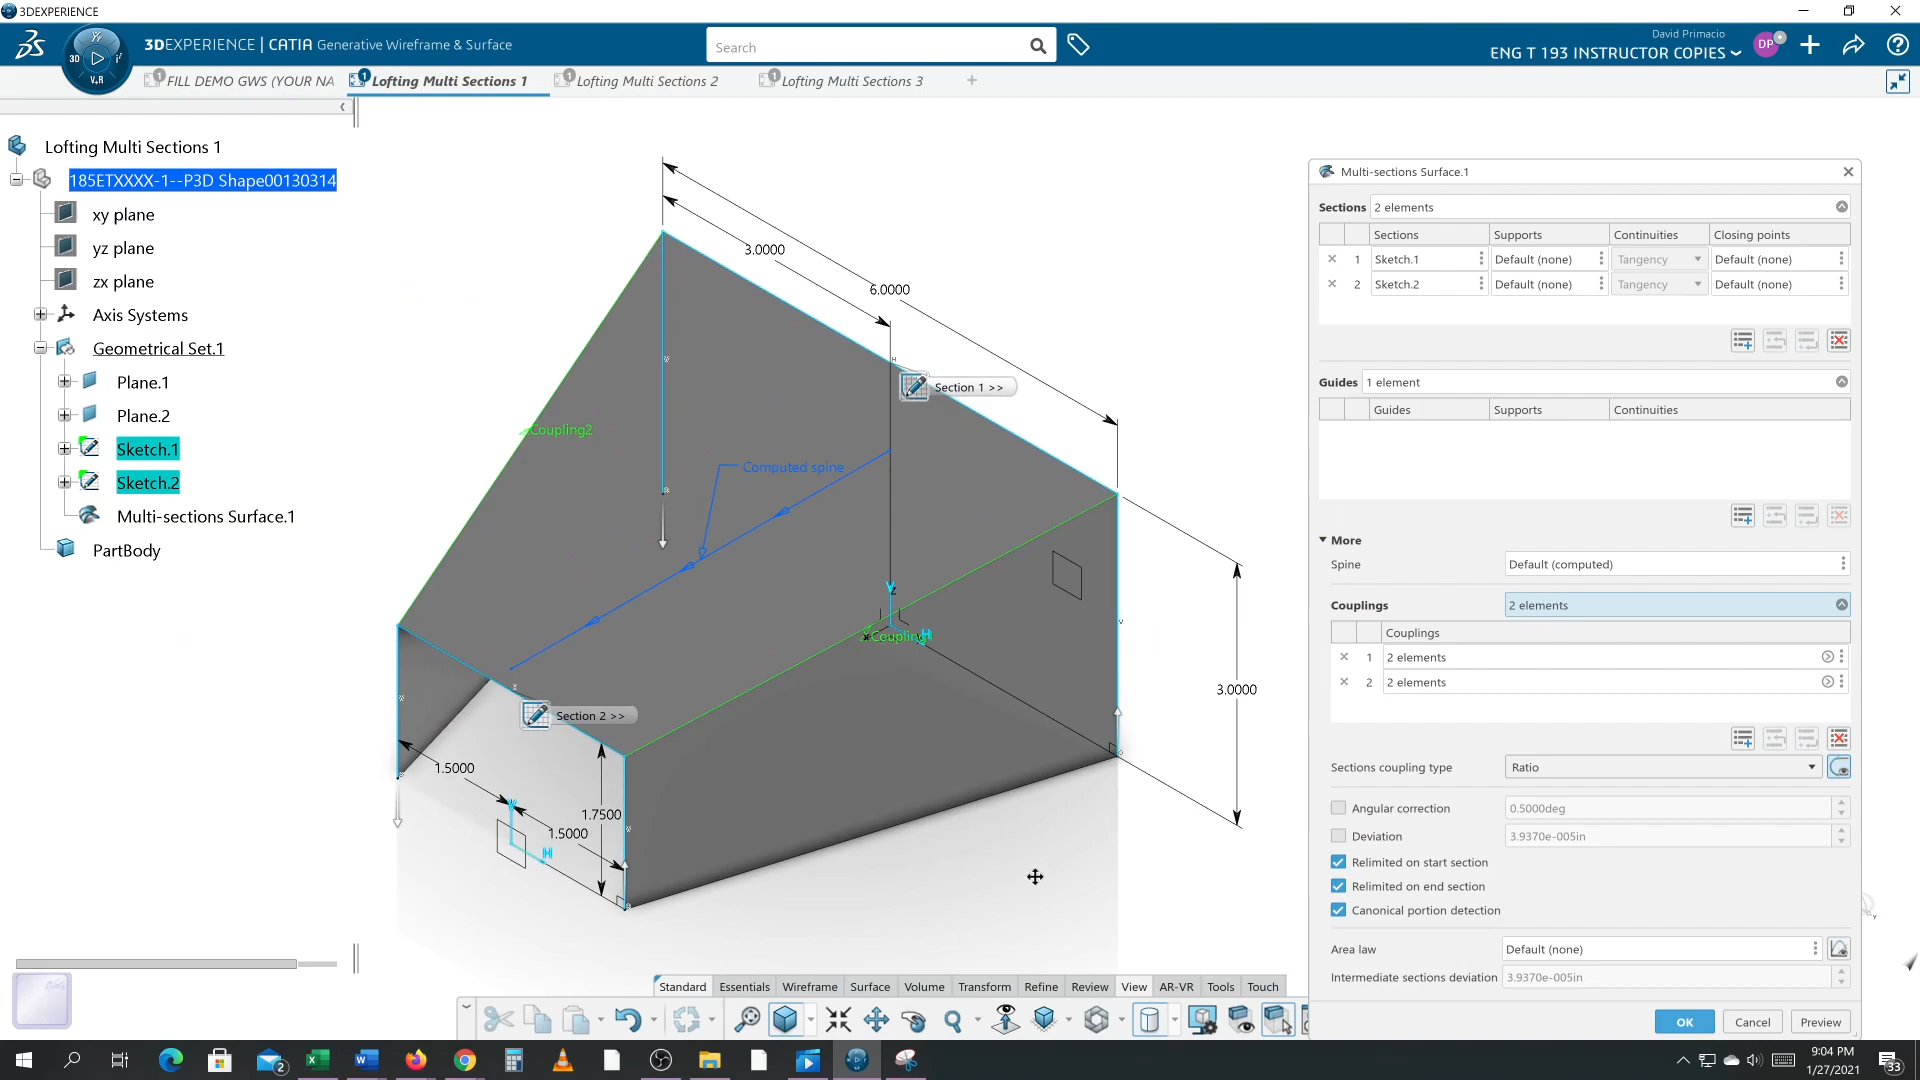 3DEXPERIENCE
3DEXPERIENCE | CATIA Generative Wireframe & Surface
3D
V.R
Search
David Primacio
ENG T 193 INSTRUCTOR COPIES
DP
1 FILL DEMO GWS (YOUR NA
1 Lofting Multi Sections 1
1 Lofting Multi Sections 2
1 Lofting Multi Sections 3
Lofting Multi Sections 1
185ETXXXX-1--P3D Shape00130314
xy plane
yz plane
zx plane
Axis Systems
Geometrical Set.1
Plane.1
Plane.2
Sketch.1
Sketch.2
Multi-sections Surface.1
PartBody
3.0000
6.0000
Section 1 >>
Coupling2
Computed spine
Coupling
H
3.0000
Section 2 >>
1.5000
1.7500
1.5000
H
Multi-sections Surface.1
Sections 2 elements
Sections Supports Continuities Closing points
1 Sketch.1 Default (none) Tangency Default (none)
2 Sketch.2 Default (none) Tangency Default (none)
Guides 1 element
Guides Supports Continuities
More
Spine Default (computed)
Couplings 2 elements
Couplings
1 2 elements
2 2 elements
Sections coupling type Ratio
Angular correction 0.5000deg
Deviation 3.9370e-005in
Relimited on start section
Relimited on end section
Canonical portion detection
Area law Default (none)
Intermediate sections deviation 3.9370e-005in
OK Cancel Preview
Standard Essentials Wireframe Surface Volume Transform Refine Review View AR-VR Tools Touch
2
9:04 PM
1/27/2021
33